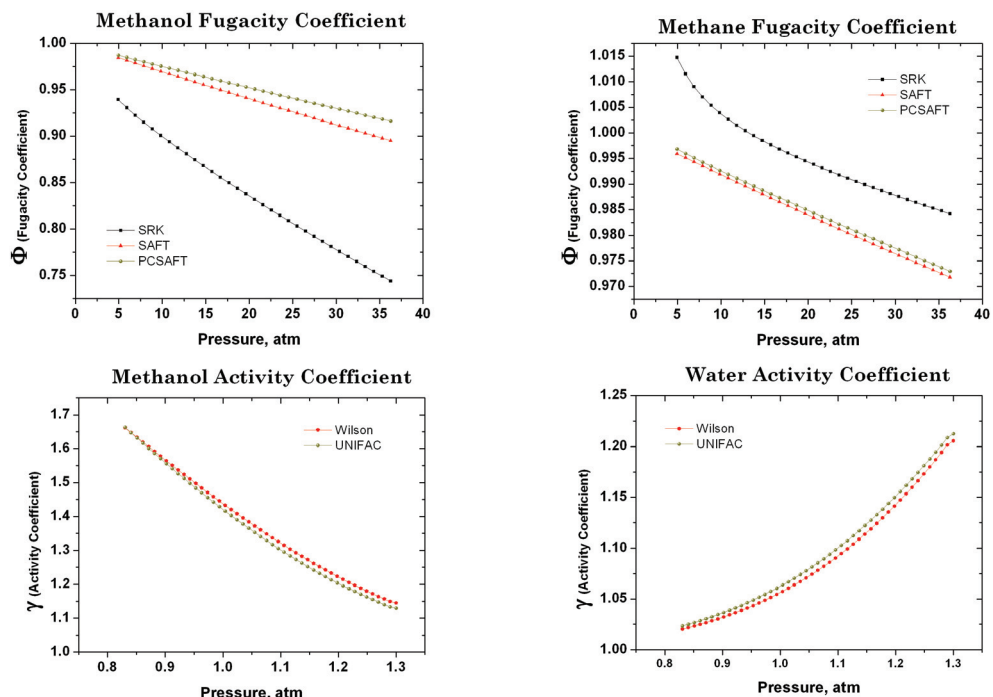 Methanol Fugacity Coefficient
1.00
0.95
0.90
0.85
0.80
0.75
Φ (Fugacity Coefficient)
SRK
SAFT
PCSAFT
0 5 10 15 20 25 30 35 40
Pressure, atm
Methane Fugacity Coefficient
1.015
1.010
1.005
1.000
0.995
0.990
0.985
0.980
0.975
0.970
Φ (Fugacity Coefficient)
SRK
SAFT
PCSAFT
0 5 10 15 20 25 30 35 40
Pressure, atm
Methanol Activity Coefficient
1.7
1.6
1.5
1.4
1.3
1.2
1.1
1.0
γ (Activity Coefficient)
Wilson
UNIFAC
0.8 0.9 1.0 1.1 1.2 1.3
Pressure, atm
Water Activity Coefficient
1.25
1.20
1.15
1.10
1.05
1.00
γ (Activity Coefficient)
Wilson
UNIFAC
0.8 0.9 1.0 1.1 1.2 1.3
Pressure, atm